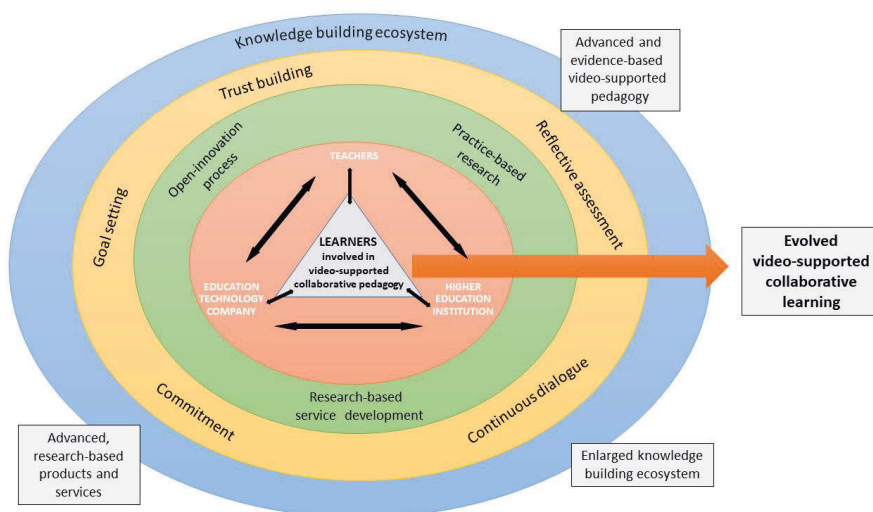 Knowledge building ecosystem
Advanced and
evidence-based
video-supported
pedagogy
Trust building
Open-innovation
process
Practice-based
research
Reflective assessment
Goal setting
TEACHERS
LEARNERS
involved in
video-supported
collaborative pedagogy
EDUCATION
TECHNOLOGY
COMPANY
HIGHER
EDUCATION
INSTITUTION
Evolved
video-supported
collaborative
learning
Research-based
service development
Commitment
Continuous dialogue
Advanced,
research-based
products and
services
Enlarged knowledge
building ecosystem